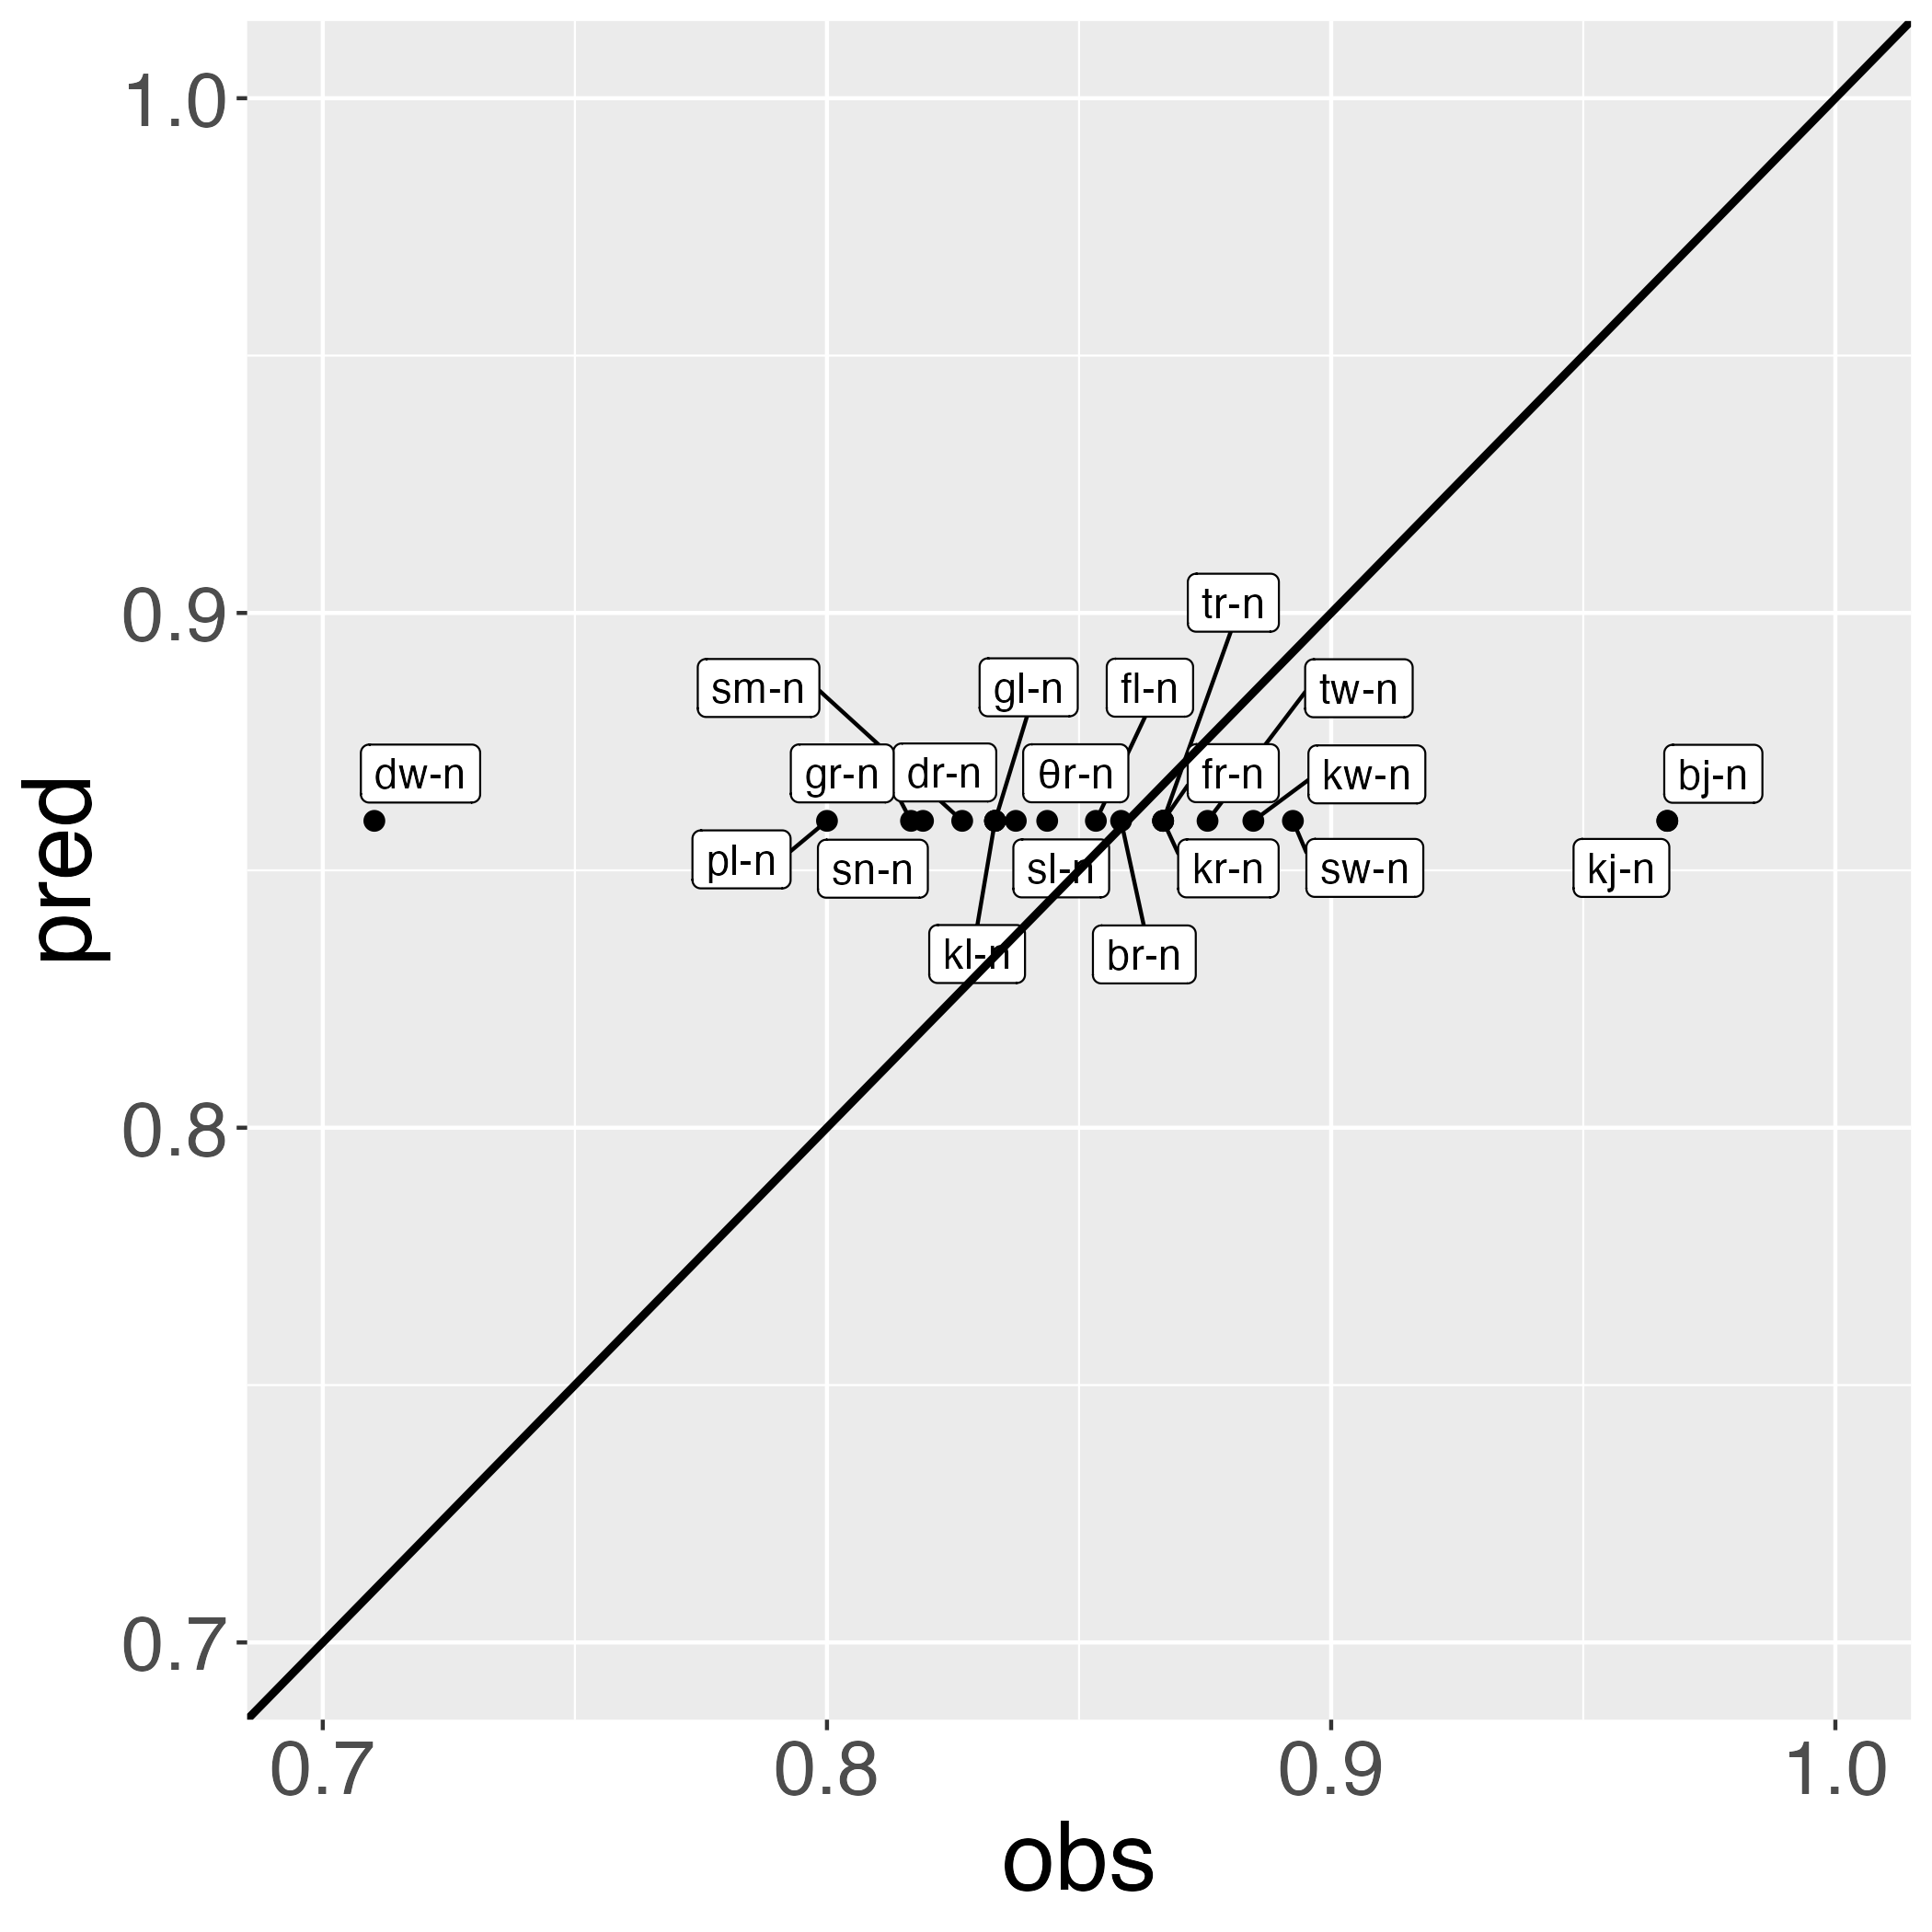 1.0
0.9
0.8
0.7
pred
tr-n
sm-n
gl-n
fl-n
tw-n
dw-n
gr-n
dr-n
θr-n
fr-n
kw-n
bj-n
pl-n
sn-n
sl-n
kr-n
sw-n
kj-n
kl-n
br-n
0.7
0.8
0.9
1.0
obs